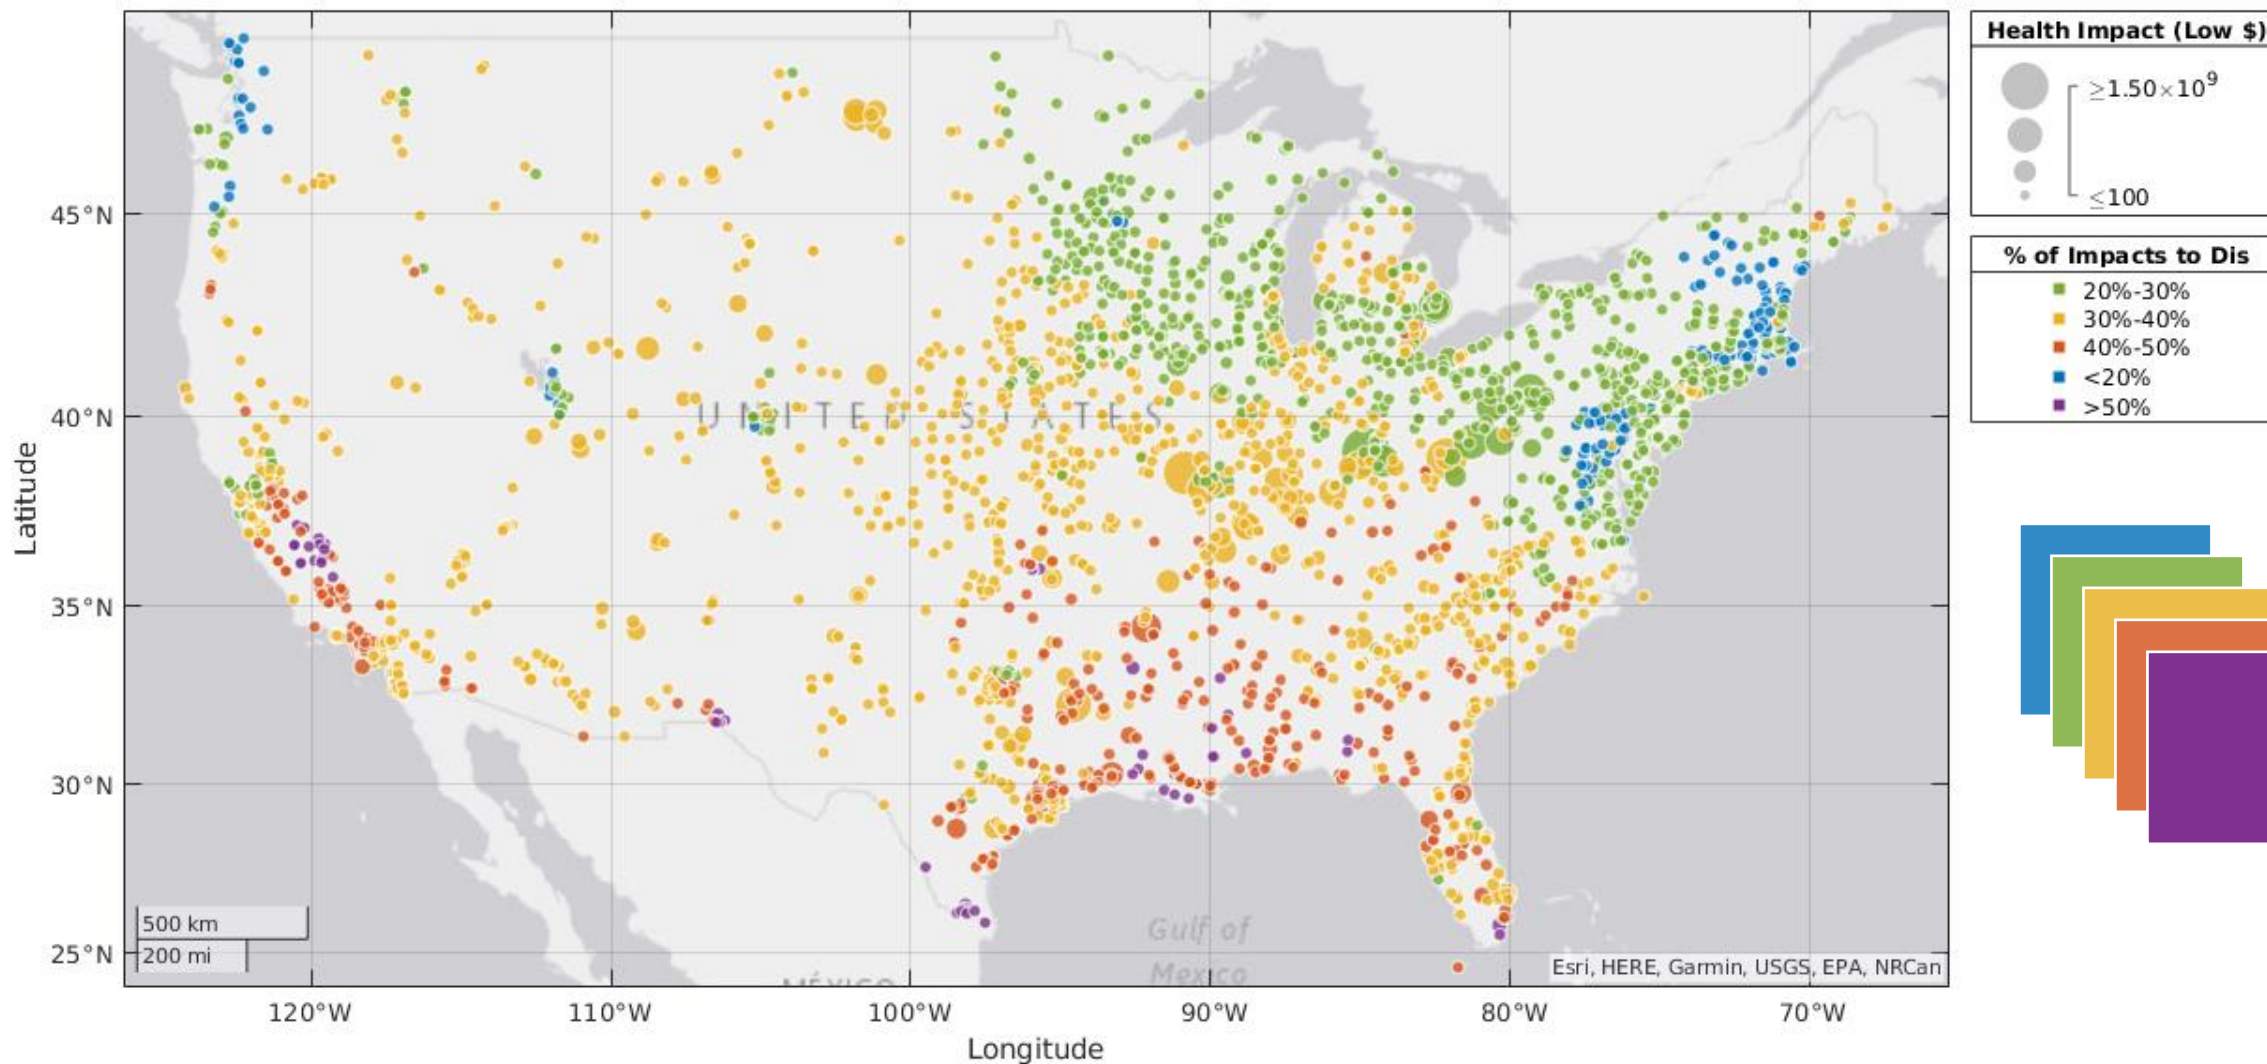 Health Impact (Low $)
≥1.50×10⁹
≤100
% of Impacts to Dis
20%-30%
30%-40%
40%-50%
<20%
>50%
45°N
40°N
35°N
30°N
25°N
Latitude
UNITED STATES
Gulf of
Mexico
MÉXICO
500 km
200 mi
Esri, HERE, Garmin, USGS, EPA, NRCan
120°W
110°W
100°W
90°W
80°W
70°W
Longitude